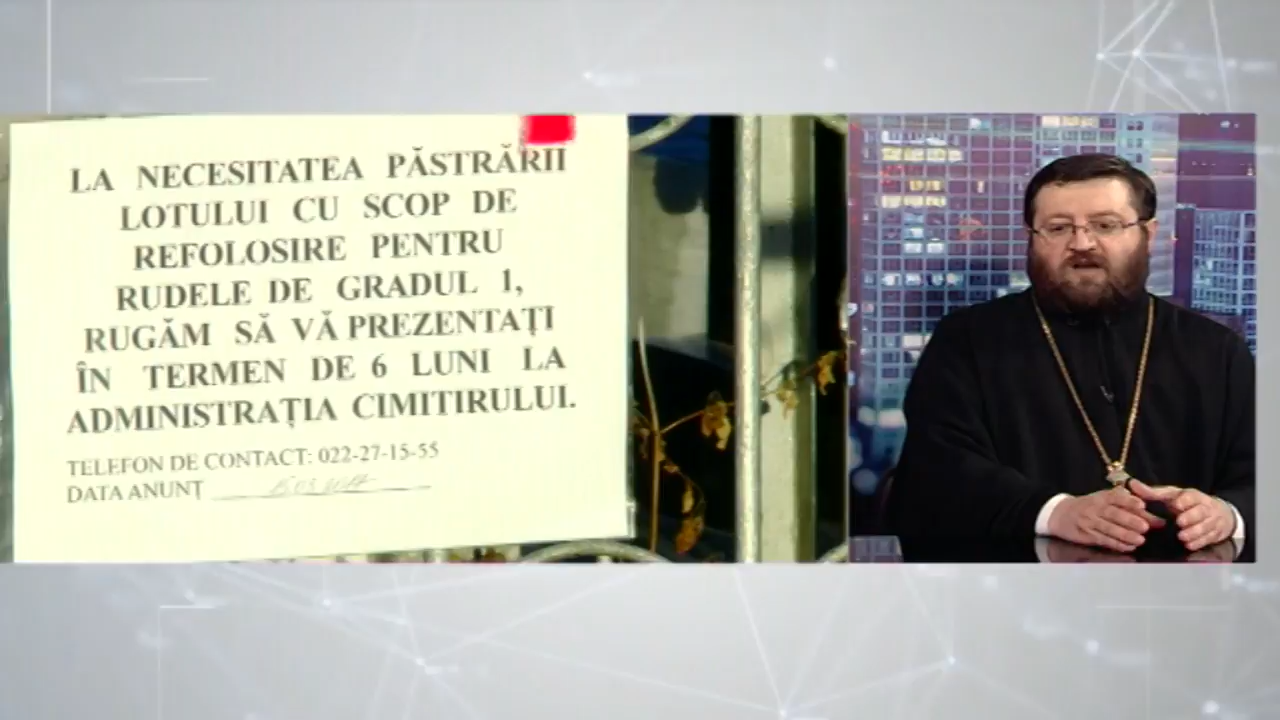 LA NECESITATEA PĂSTRĂRII
LOTULUI CU SCOP DE
REFOLOSIRE PENTRU
RUDELE DE GRADUL 1,
RUGĂM SĂ VĂ PREZENTAȚI
ÎN TERMEN DE 6 LUNI LA
ADMINISTRAȚIA CIMITIRULUI.
TELEFON DE CONTACT: 022-27-15-55
DATA ANUNȚ